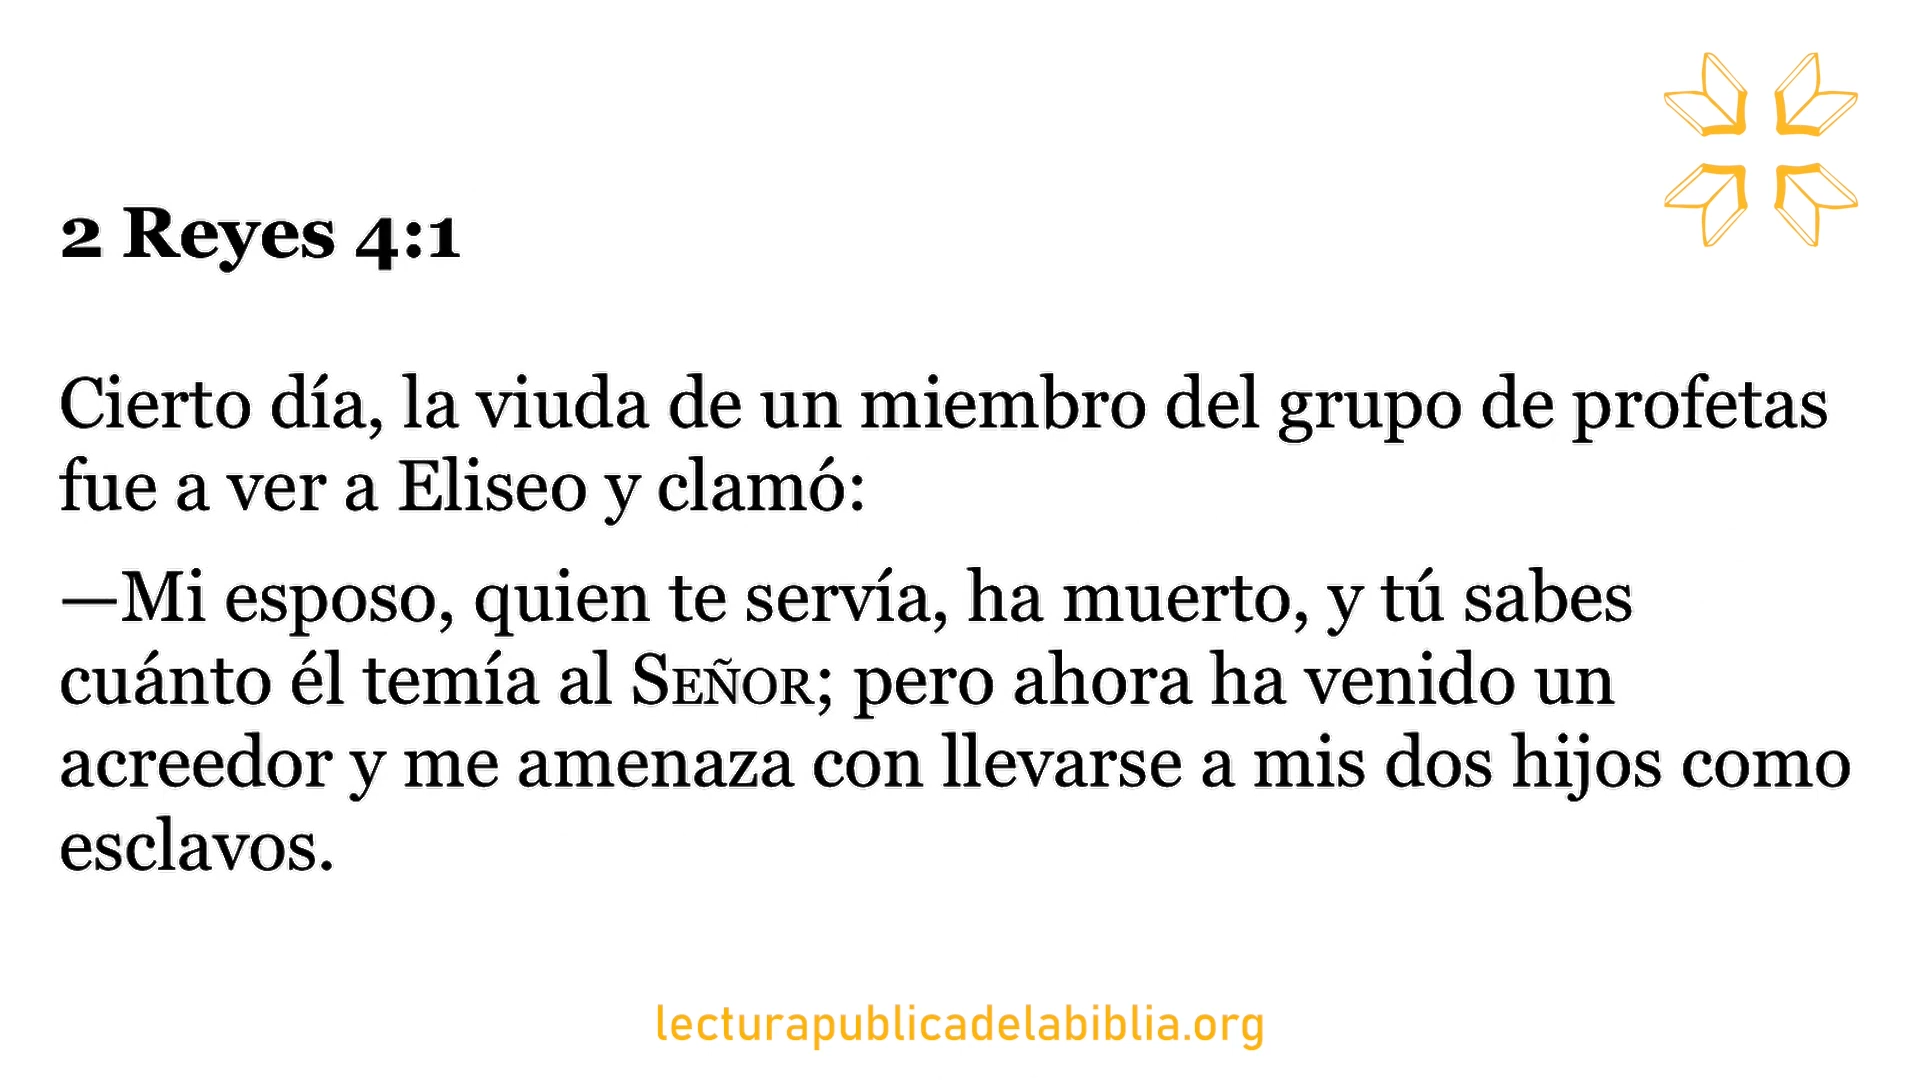 2 Reyes 4:1
Cierto día, la viuda de un miembro del grupo de profetas
fue a ver a Eliseo y clamó:
—Mi esposo, quien te servía, ha muerto, y tú sabes
cuánto él temía al SEÑOR; pero ahora ha venido un
acreedor y me amenaza con llevarse a mis dos hijos como
esclavos.
lecturapublicadelabiblia.org